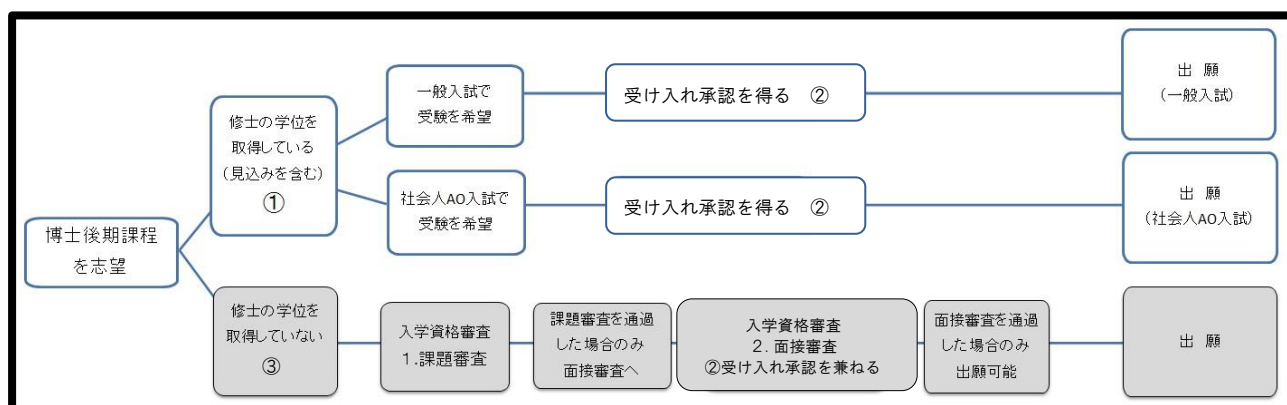 博士後期課程
を志望
修士の学位を
取得している
（見込みを含む）
①
一般入試で
受験を希望
受け入れ承認を得る ②
出 願
（一般入試）
社会人AO入試で
受験を希望
受け入れ承認を得る ②
出 願
（社会人AO入試）
修士の学位を
取得していない
③
入学資格審査
1.課題審査
課題審査を通過
した場合のみ
面接審査へ
入学資格審査
2. 面接審査
②受け入れ承認を兼ねる
面接審査を通過
した場合のみ
出願可能
出 願